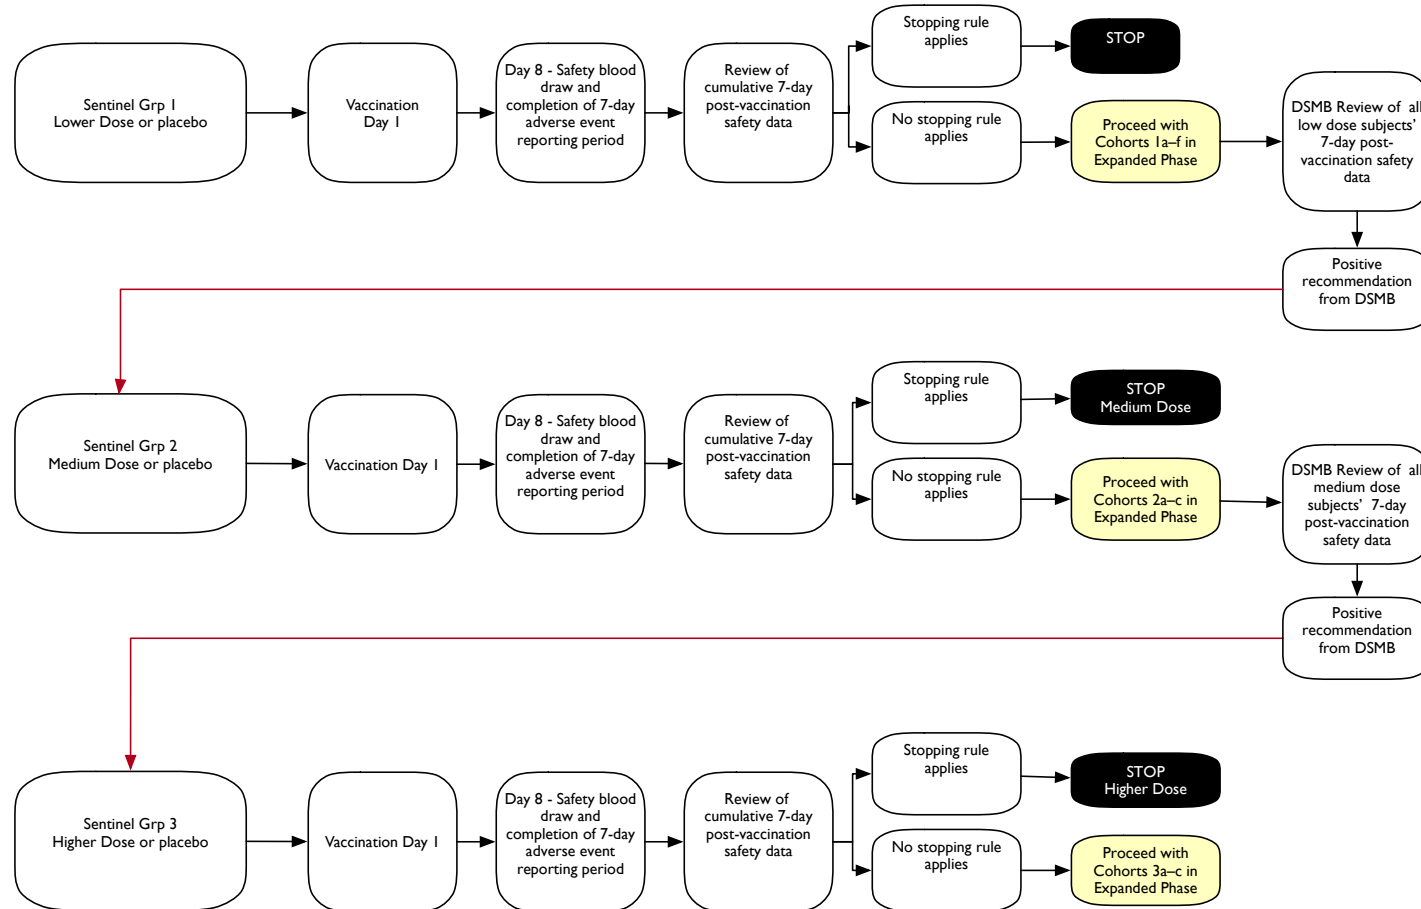 Sentinel Grp 1
Lower Dose or placebo
Vaccination
Day 1
Day 8 - Safety blood
draw and
completion of 7-day
adverse event
reporting period
Review of
cumulative 7-day
post-vaccination
safety data
Stopping rule
applies
STOP
No stopping rule
applies
Proceed with
Cohorts 1a–f in
Expanded Phase
DSMB Review of all
low dose subjects’
7-day post-
vaccination safety
data
Positive
recommendation
from DSMB
Sentinel Grp 2
Medium Dose or placebo
Vaccination Day 1
Day 8 - Safety blood
draw and
completion of 7-day
adverse event
reporting period
Review of
cumulative 7-day
post-vaccination
safety data
Stopping rule
applies
STOP
Medium Dose
No stopping rule
applies
Proceed with
Cohorts 2a–c in
Expanded Phase
DSMB Review of all
medium dose
subjects’ 7-day
post-vaccination
safety data
Positive
recommendation
from DSMB
Sentinel Grp 3
Higher Dose or placebo
Vaccination Day 1
Day 8 - Safety blood
draw and
completion of 7-day
adverse event
reporting period
Review of
cumulative 7-day
post-vaccination
safety data
Stopping rule
applies
STOP
Higher Dose
No stopping rule
applies
Proceed with
Cohorts 3a–c in
Expanded Phase